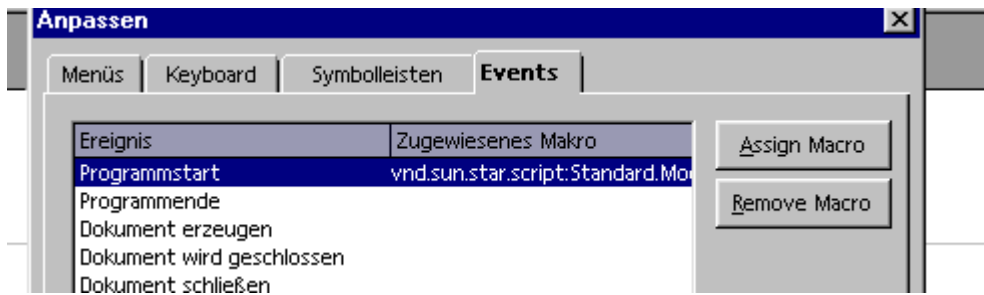 Anpassen
Menüs Keyboard Symbolleisten Events
Ereignis Zugewiesenes Makro
Assign Macro
Programmstart vnd.sun.star.script:Standard.Mo
Programmende
Remove Macro
Dokument erzeugen
Dokument wird geschlossen
Dokument schließen